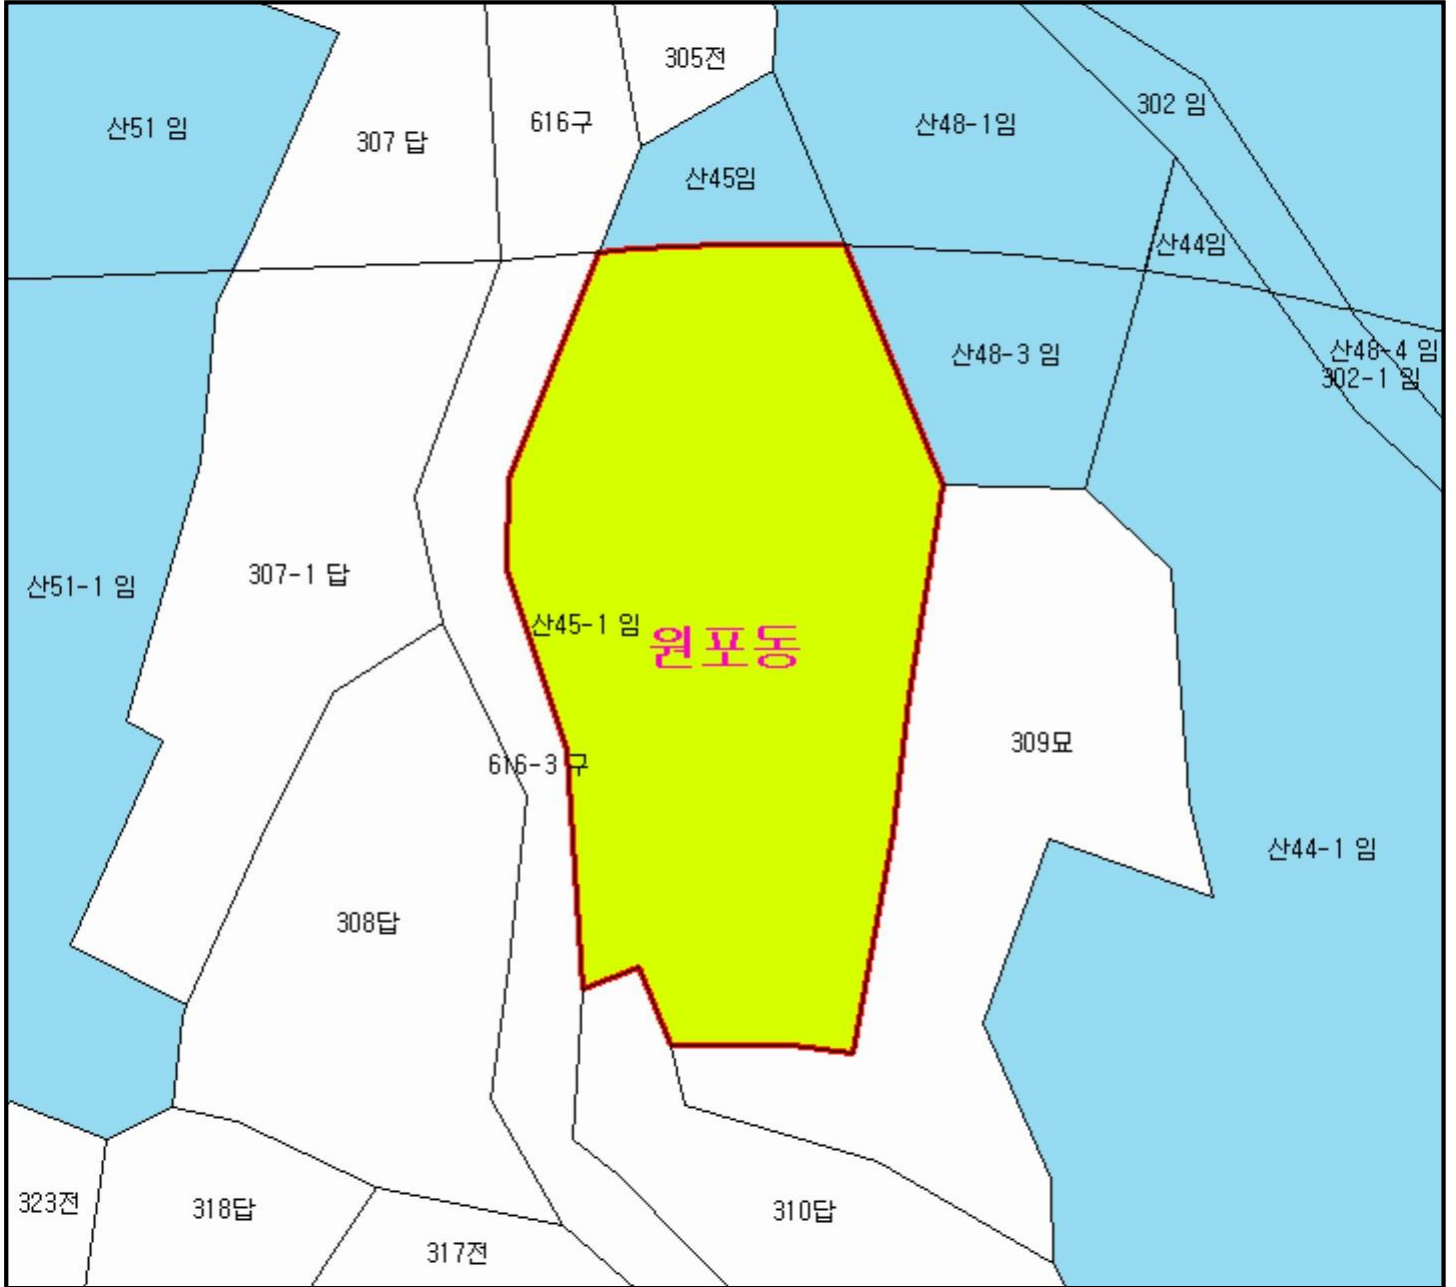 305전
302 임
616구
산48-1임
산51 임
307 답
산45임
산44임
산48-3 임
산48-4 임
302-1 임
307-1 답
산51-1 임
산45-1 임
원포동
309묘
616-3 구
산44-1 임
308답
323전
318답
310답
317전